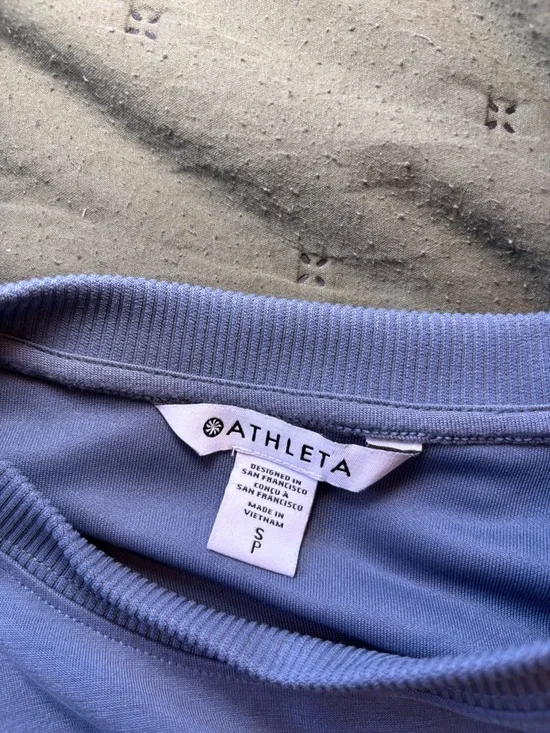 ATHLETA
DESIGNED IN
SAN FRANCISCO
CONÇU À
SAN FRANCISCO
MADE IN
VIETNAM
S
P